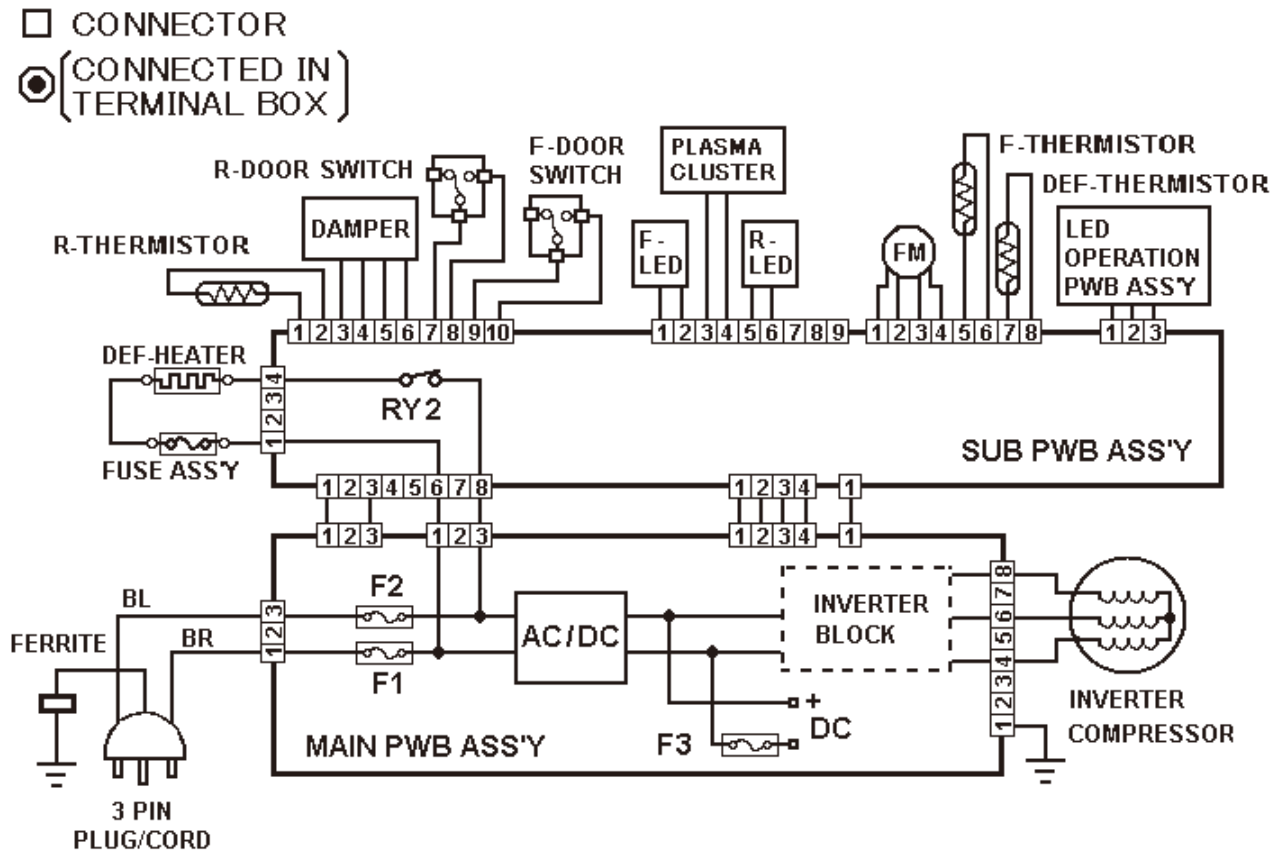 CONNECTOR
CONNECTED IN
TERMINAL BOX
R-DOOR SWITCH
F-DOOR
SWITCH
PLASMA
CLUSTER
F-THERMISTOR
DEF-THERMISTOR
R-THERMISTOR
DAMPER
F-
LED
R-
LED
FM
LED
OPERATION
PWB ASS'Y
1 2 3 4 5 6 7 8 9 10
1 2 3 4 5 6 7 8 9
1 2 3 4 5 6 7 8
1 2 3
DEF-HEATER
4
3
2
1
RY2
FUSE ASS'Y
SUB PWB ASS'Y
1 2 3 4 5 6 7 8
1 2 3 4
1
1 2 3
1 2 3
1 2 3 4
1
BL
BR
FERRITE
3
2
1
F2
F1
AC/DC
INVERTER
BLOCK
8
7
6
5
4
3
2
1
+
DC
F3
MAIN PWB ASS'Y
INVERTER
COMPRESSOR
3 PIN
PLUG/CORD